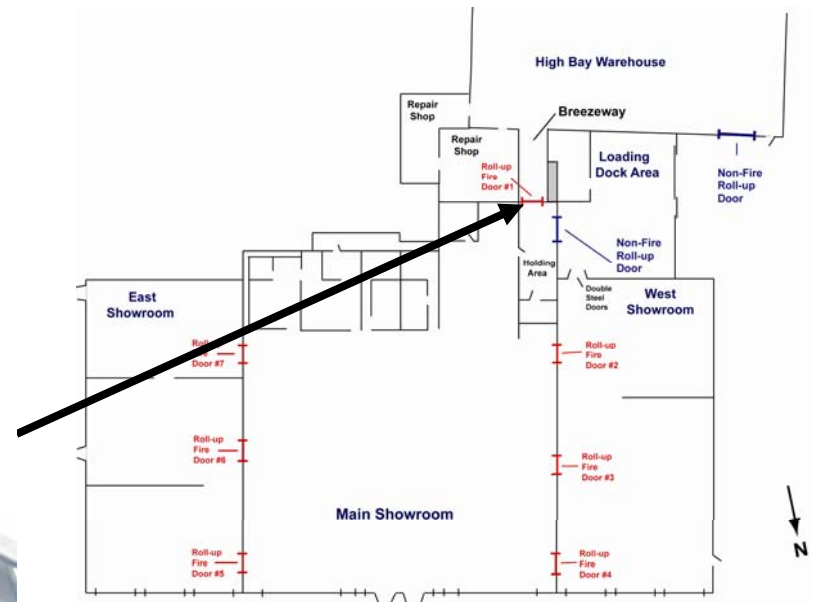 High Bay Warehouse
Repair
Shop
Breezeway
Repair
Shop
Roll-up
Fire
Door #1
Loading
Dock Area
Non-Fire
Roll-up
Door
Non-Fire
Roll-up
Door
Holding
Area
Double
Steel
Doors
East
Showroom
West
Showroom
Roll-up
Fire
Door #7
Roll-up
Fire
Door #2
Roll-up
Fire
Door #6
Roll-up
Fire
Door #3
Main Showroom
Roll-up
Fire
Door #5
Roll-up
Fire
Door #4
N